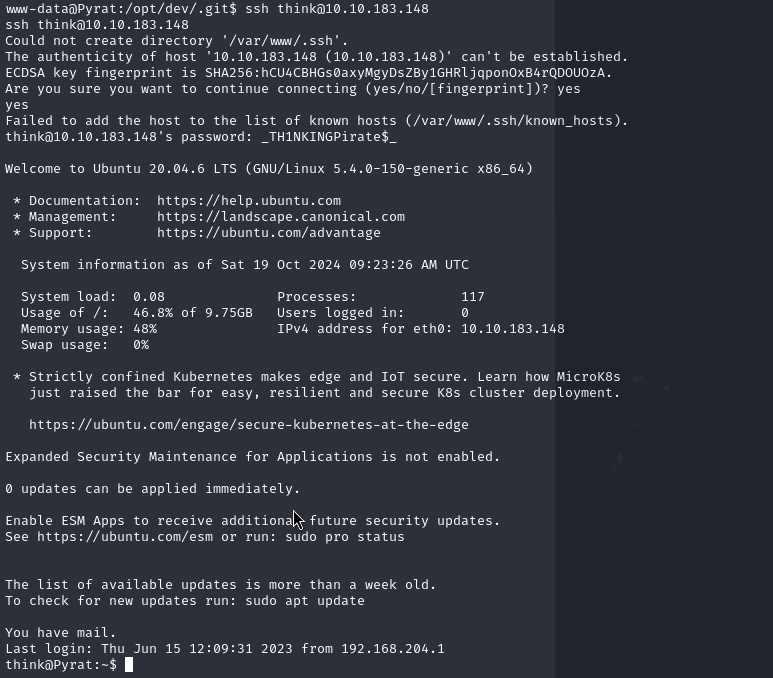 www-data@Pyrat:/opt/dev/.git$ ssh think@10.10.183.148
ssh think@10.10.183.148
Could not create directory '/var/www/.ssh'.
The authenticity of host '10.10.183.148 (10.10.183.148)' can't be established.
ECDSA key fingerprint is SHA256:hCU4CBHGs0axyMgyDsZBy1GHRljqponOxB4rQDOUOzA.
Are you sure you want to continue connecting (yes/no/[fingerprint])? yes
yes
Failed to add the host to the list of known hosts (/var/www/.ssh/known_hosts).
think@10.10.183.148's password: _TH1NKINGPirate$_
Welcome to Ubuntu 20.04.6 LTS (GNU/Linux 5.4.0-150-generic x86_64)
* Documentation:  https://help.ubuntu.com
* Management:     https://landscape.canonical.com
* Support:        https://ubuntu.com/advantage
System information as of Sat 19 Oct 2024 09:23:26 AM UTC
System load:  0.08               Processes:             117
Usage of /:   46.8% of 9.75GB   Users logged in:       0
Memory usage: 48%               IPv4 address for eth0: 10.10.183.148
Swap usage:   0%
* Strictly confined Kubernetes makes edge and IoT secure. Learn how MicroK8s
just raised the bar for easy, resilient and secure K8s cluster deployment.
https://ubuntu.com/engage/secure-kubernetes-at-the-edge
Expanded Security Maintenance for Applications is not enabled.
0 updates can be applied immediately.
Enable ESM Apps to receive additional future security updates.
See https://ubuntu.com/esm or run: sudo pro status
The list of available updates is more than a week old.
To check for new updates run: sudo apt update
You have mail.
Last login: Thu Jun 15 12:09:31 2023 from 192.168.204.1
think@Pyrat:~$